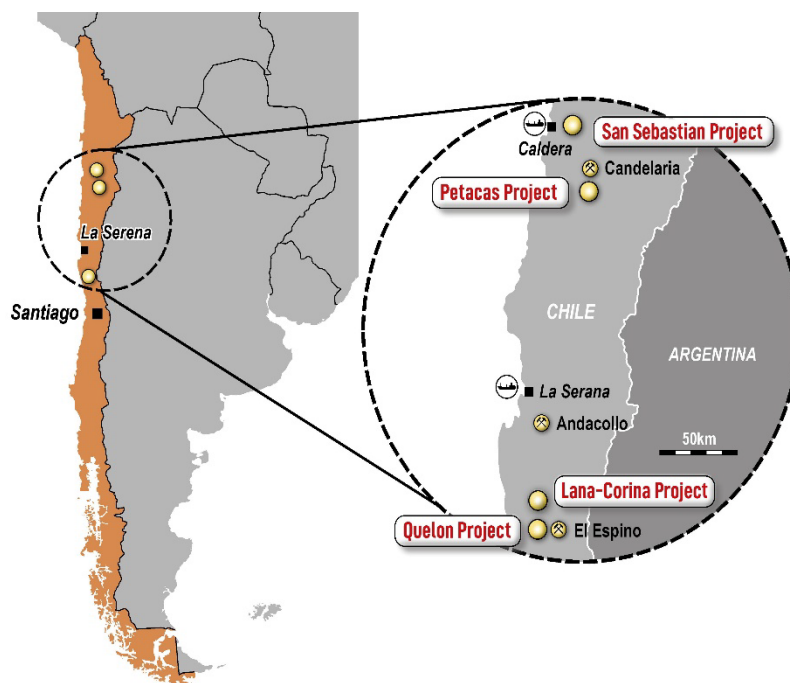 La Serena
Santiago
San Sebastian Project
Caldera
Candelaria
Petacas Project
CHILE
ARGENTINA
La Serana
Andacollo
50km
Lana-Corina Project
Quelon Project
El Espino